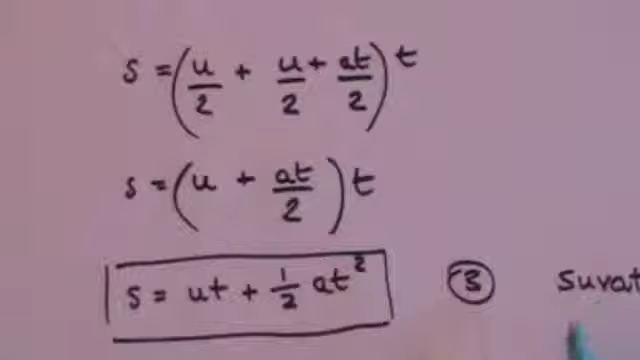 s = (u/2 + u/2 + at/2) t
s = (u + at/2) t
s = ut + 1/2 at² ③ suvat